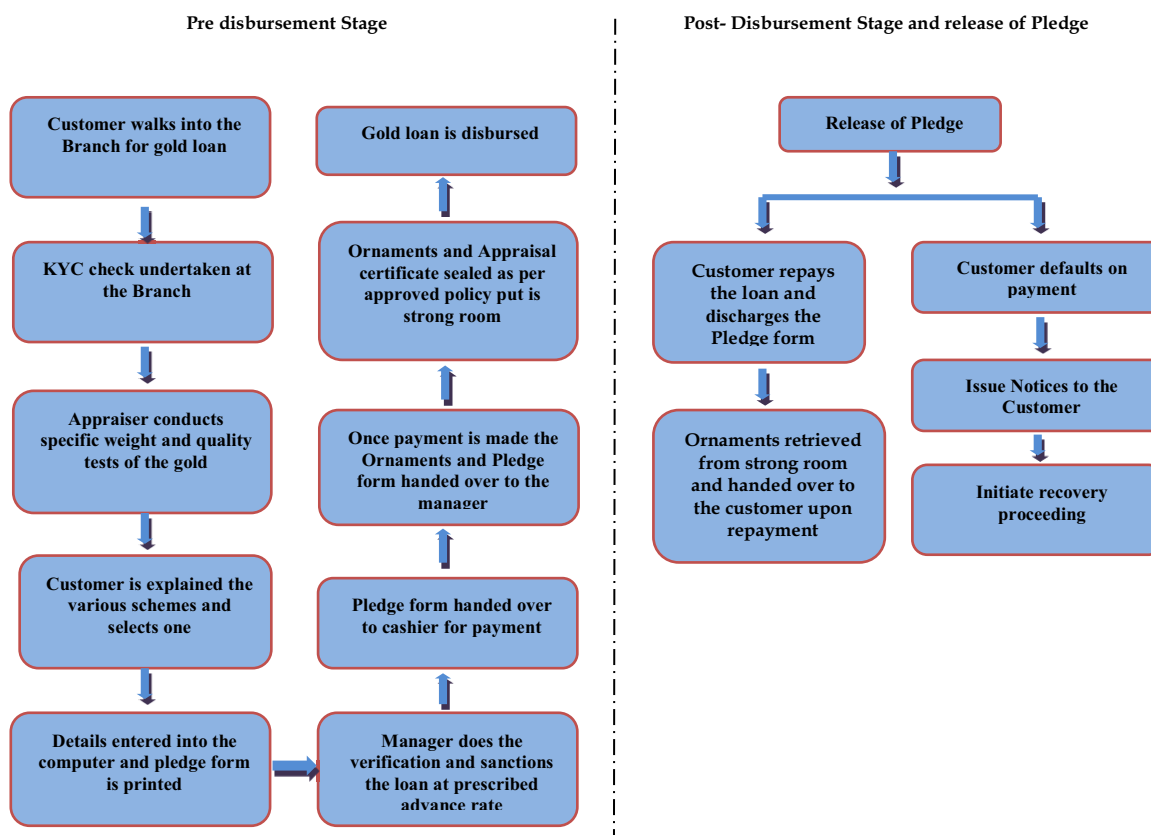 Pre disbursement Stage
Customer walks into the
Branch for gold loan
KYC check undertaken at
the Branch
Appraiser conducts
specific weight and quality
tests of the gold
Customer is explained the
various schemes and
selects one
Details entered into the
computer and pledge form
is printed
Manager does the
verification and sanctions
the loan at prescribed
advance rate
Pledge form handed over
to cashier for payment
Once payment is made the
Ornaments and Pledge
form handed over to the
manager
Ornaments and Appraisal
certificate sealed as per
approved policy put is
strong room
Gold loan is disbursed
Post- Disbursement Stage and release of Pledge
Release of Pledge
Customer repays
the loan and
discharges the
Pledge form
Ornaments retrieved
from strong room
and handed over to
the customer upon
repayment
Customer defaults on
payment
Issue Notices to the
Customer
Initiate recovery
proceeding